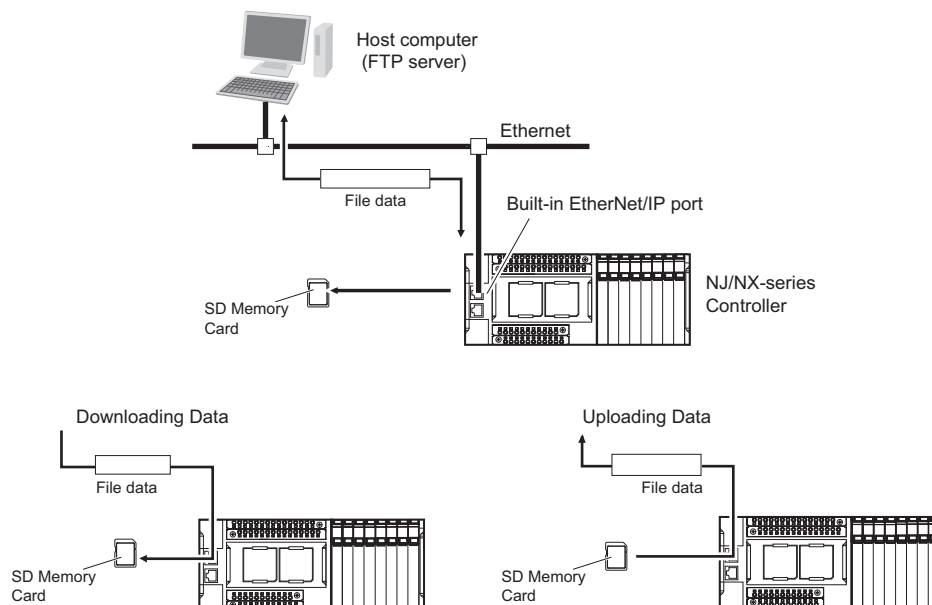 Host computer
(FTP server)
Ethernet
File data
Built-in EtherNet/IP port
SD Memory
Card
NJ/NX-series
Controller
Downloading Data
File data
SD Memory
Card
Uploading Data
File data
SD Memory
Card